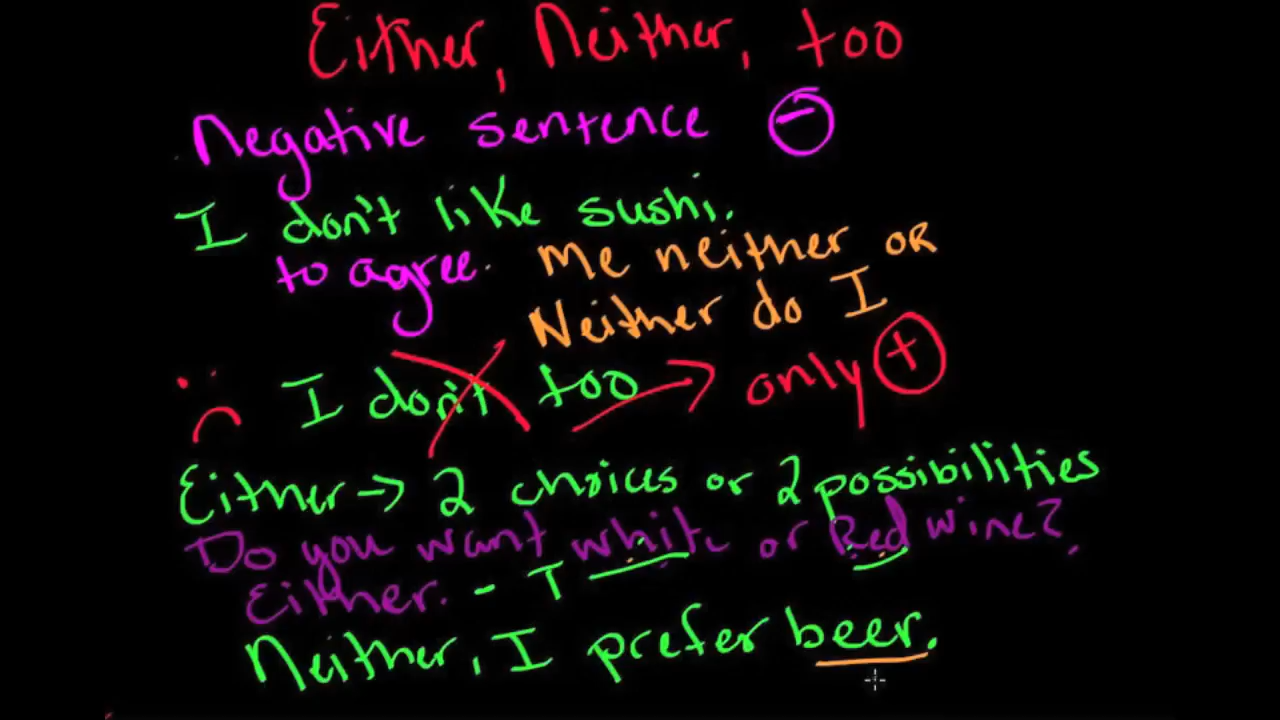 Either, Neither, too
Negative sentence ⊖
I don't like sushi.
to agree. Me neither or
Neither do I
I don't too → only ⊕
Either → 2 choices or 2 possibilities
Do you want white or Red wine?
Either. - I
Neither, I prefer beer.